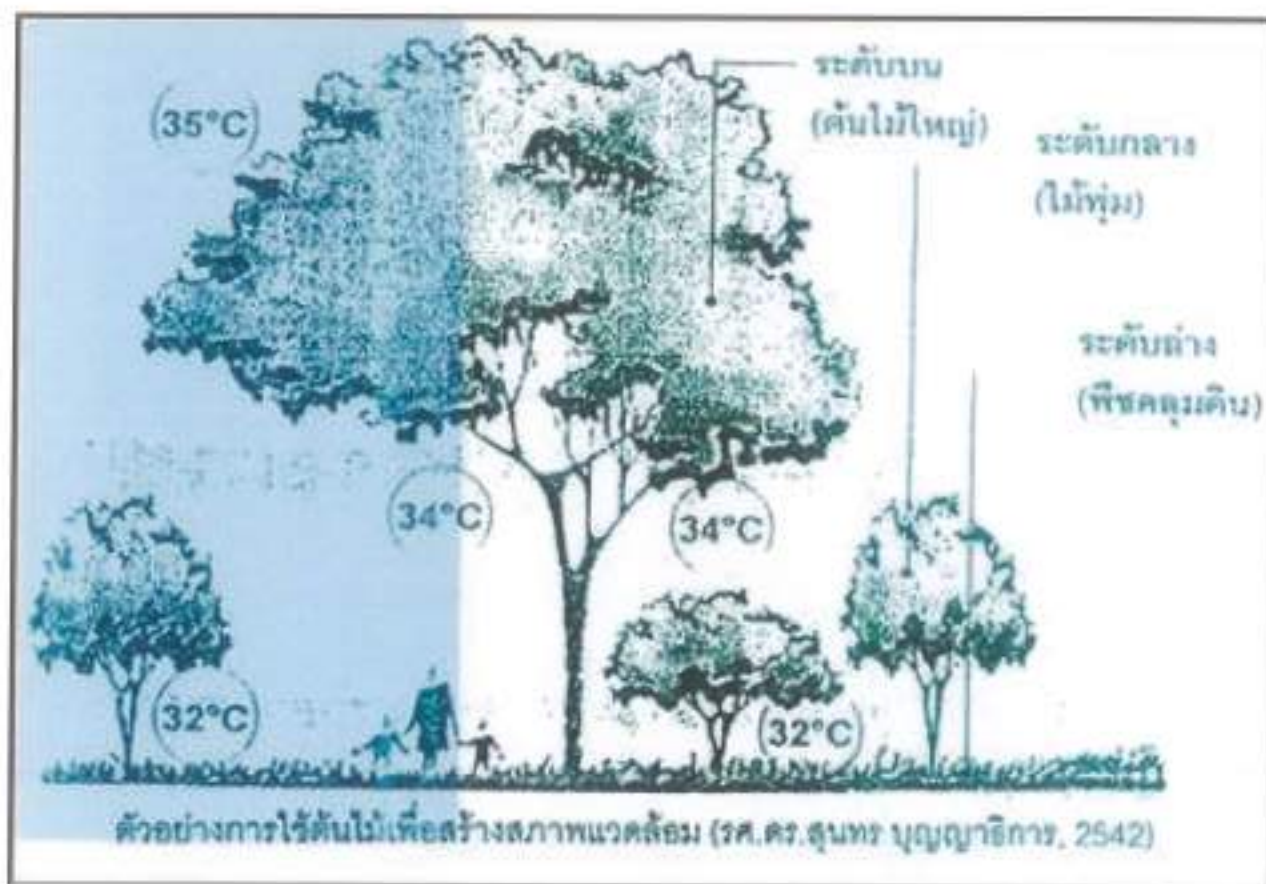 (35°C)
ระดับบน
(ต้นไม้ใหญ่)
ระดับกลาง
(ไม้พุ่ม)
ระดับล่าง
(พืชคลุมดิน)
(34°C)
(34°C)
(32°C)
(32°C)
ตัวอย่างการใช้ต้นไม้เพื่อสร้างสภาพแวดล้อม (รศ.ดร.สุนทร บุญญาธิการ, 2542)